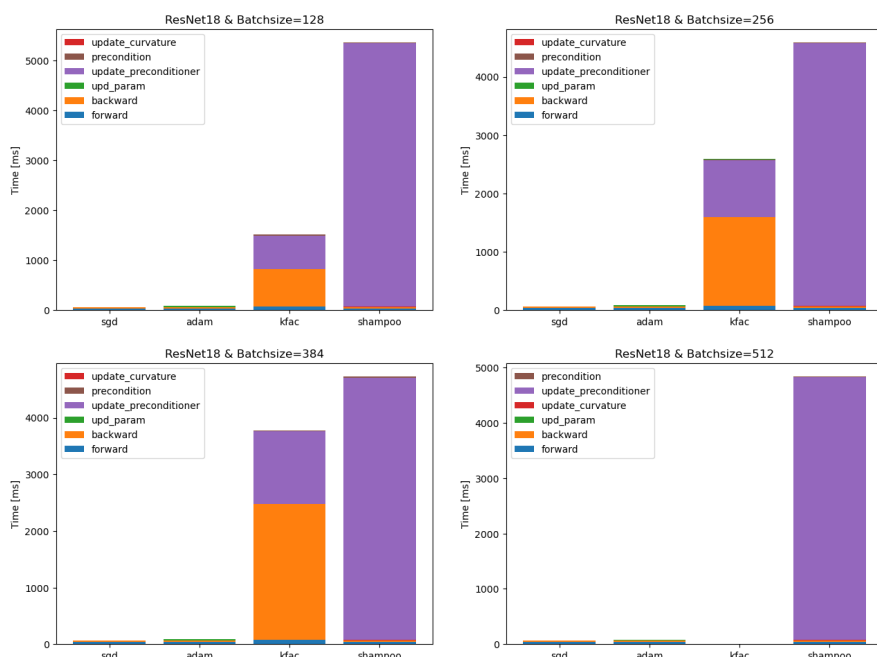 ResNet18 & Batchsize=128
update_curvature
precondition
update_preconditioner
upd_param
backward
forward
Time [ms]
5000
4000
3000
2000
1000
0
sgd
adam
kfac
shampoo
ResNet18 & Batchsize=256
update_curvature
precondition
update_preconditioner
upd_param
backward
forward
Time [ms]
4000
3000
2000
1000
0
sgd
adam
kfac
shampoo
ResNet18 & Batchsize=384
update_curvature
precondition
update_preconditioner
upd_param
backward
forward
Time [ms]
4000
3000
2000
1000
0
sgd
adam
kfac
shampoo
ResNet18 & Batchsize=512
precondition
update_preconditioner
update_curvature
upd_param
backward
forward
Time [ms]
5000
4000
3000
2000
1000
0
sgd
adam
kfac
shampoo